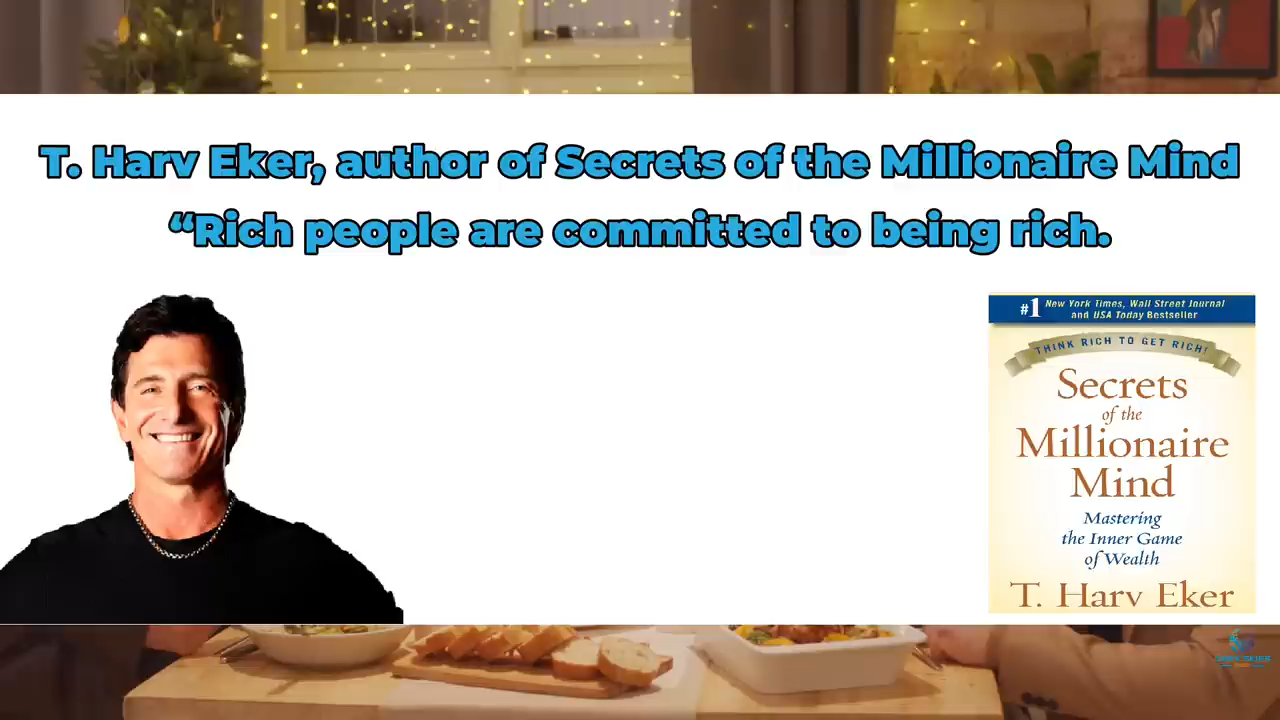 T. Harv Eker, author of Secrets of the Millionaire Mind
“Rich people are committed to being rich.
#1 New York Times, Wall Street Journal
and USA Today Bestseller
THINK RICH TO GET RICH!
Secrets
of the
Millionaire
Mind
Mastering
the Inner Game
of Wealth
T. Harv Eker